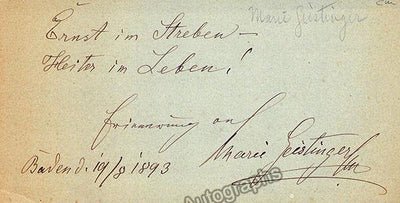 Marie Geistinger
Ernst im Streben –
Heiter im Leben!
Erinnerung an
Baden d. 19/8 1893
Marie Geistinger
Autographs